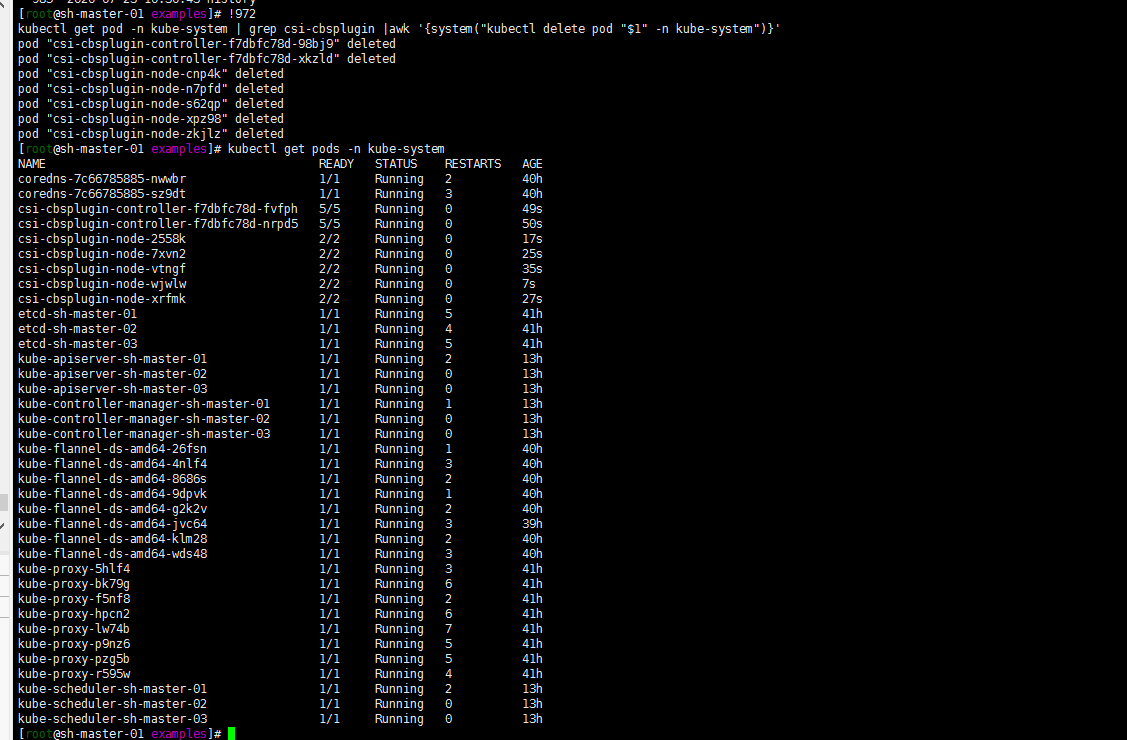 [root@sh-master-01 examples]# !972
kubectl get pod -n kube-system | grep csi-cbsplugin |awk '{system("kubectl delete pod "$1" -n kube-system")}'
pod "csi-cbsplugin-controller-f7dbfc78d-98bj9" deleted
pod "csi-cbsplugin-controller-f7dbfc78d-xkzld" deleted
pod "csi-cbsplugin-node-cnp4k" deleted
pod "csi-cbsplugin-node-n7pfd" deleted
pod "csi-cbsplugin-node-s62qp" deleted
pod "csi-cbsplugin-node-xpz98" deleted
pod "csi-cbsplugin-node-zkjlz" deleted
[root@sh-master-01 examples]# kubectl get pods -n kube-system
NAME READY STATUS RESTARTS AGE
coredns-7c66785885-nwwbr 1/1 Running 2 40h
coredns-7c66785885-sz9dt 1/1 Running 3 40h
csi-cbsplugin-controller-f7dbfc78d-fvfph 5/5 Running 0 49s
csi-cbsplugin-controller-f7dbfc78d-nrpd5 5/5 Running 0 50s
csi-cbsplugin-node-2558k 2/2 Running 0 17s
csi-cbsplugin-node-7xvn2 2/2 Running 0 25s
csi-cbsplugin-node-vtngf 2/2 Running 0 35s
csi-cbsplugin-node-wjwlw 2/2 Running 0 7s
csi-cbsplugin-node-xrfmk 2/2 Running 0 27s
etcd-sh-master-01 1/1 Running 5 41h
etcd-sh-master-02 1/1 Running 4 41h
etcd-sh-master-03 1/1 Running 5 41h
kube-apiserver-sh-master-01 1/1 Running 2 13h
kube-apiserver-sh-master-02 1/1 Running 0 13h
kube-apiserver-sh-master-03 1/1 Running 0 13h
kube-controller-manager-sh-master-01 1/1 Running 1 13h
kube-controller-manager-sh-master-02 1/1 Running 0 13h
kube-controller-manager-sh-master-03 1/1 Running 0 13h
kube-flannel-ds-amd64-26fsn 1/1 Running 1 40h
kube-flannel-ds-amd64-4nlf4 1/1 Running 3 40h
kube-flannel-ds-amd64-8686s 1/1 Running 2 40h
kube-flannel-ds-amd64-9dpvk 1/1 Running 1 40h
kube-flannel-ds-amd64-g2k2v 1/1 Running 2 40h
kube-flannel-ds-amd64-jvc64 1/1 Running 3 39h
kube-flannel-ds-amd64-klm28 1/1 Running 2 40h
kube-flannel-ds-amd64-wds48 1/1 Running 3 40h
kube-proxy-5hlf4 1/1 Running 3 41h
kube-proxy-bk79g 1/1 Running 6 41h
kube-proxy-f5nf8 1/1 Running 2 41h
kube-proxy-hpcn2 1/1 Running 6 41h
kube-proxy-lw74b 1/1 Running 7 41h
kube-proxy-p9nz6 1/1 Running 5 41h
kube-proxy-pzg5b 1/1 Running 5 41h
kube-proxy-r595w 1/1 Running 4 41h
kube-scheduler-sh-master-01 1/1 Running 2 13h
kube-scheduler-sh-master-02 1/1 Running 0 13h
kube-scheduler-sh-master-03 1/1 Running 0 13h
[root@sh-master-01 examples]#